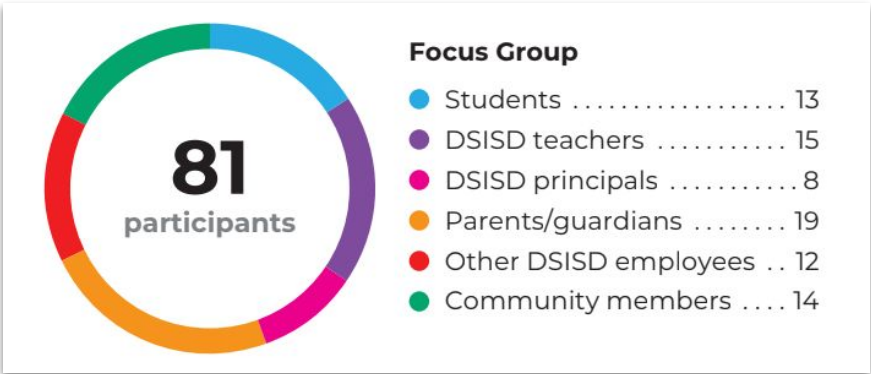 81
participants
Focus Group
Students .................. 13
DSISD teachers ........... 15
DSISD principals .......... 8
Parents/guardians ........ 19
Other DSISD employees .. 12
Community members .... 14